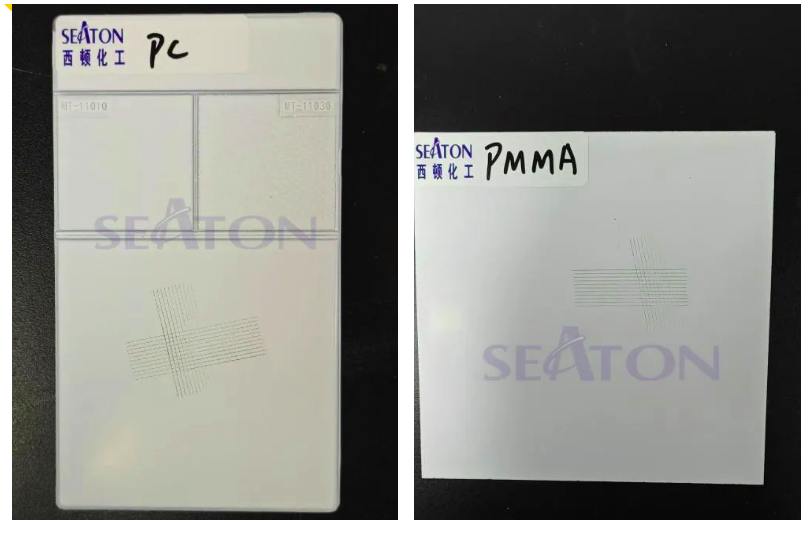 SEATON
西顿化工
PC
MT-11010
MT-11030
SEATON
SEATON
西顿化工
PMMA
SEATON